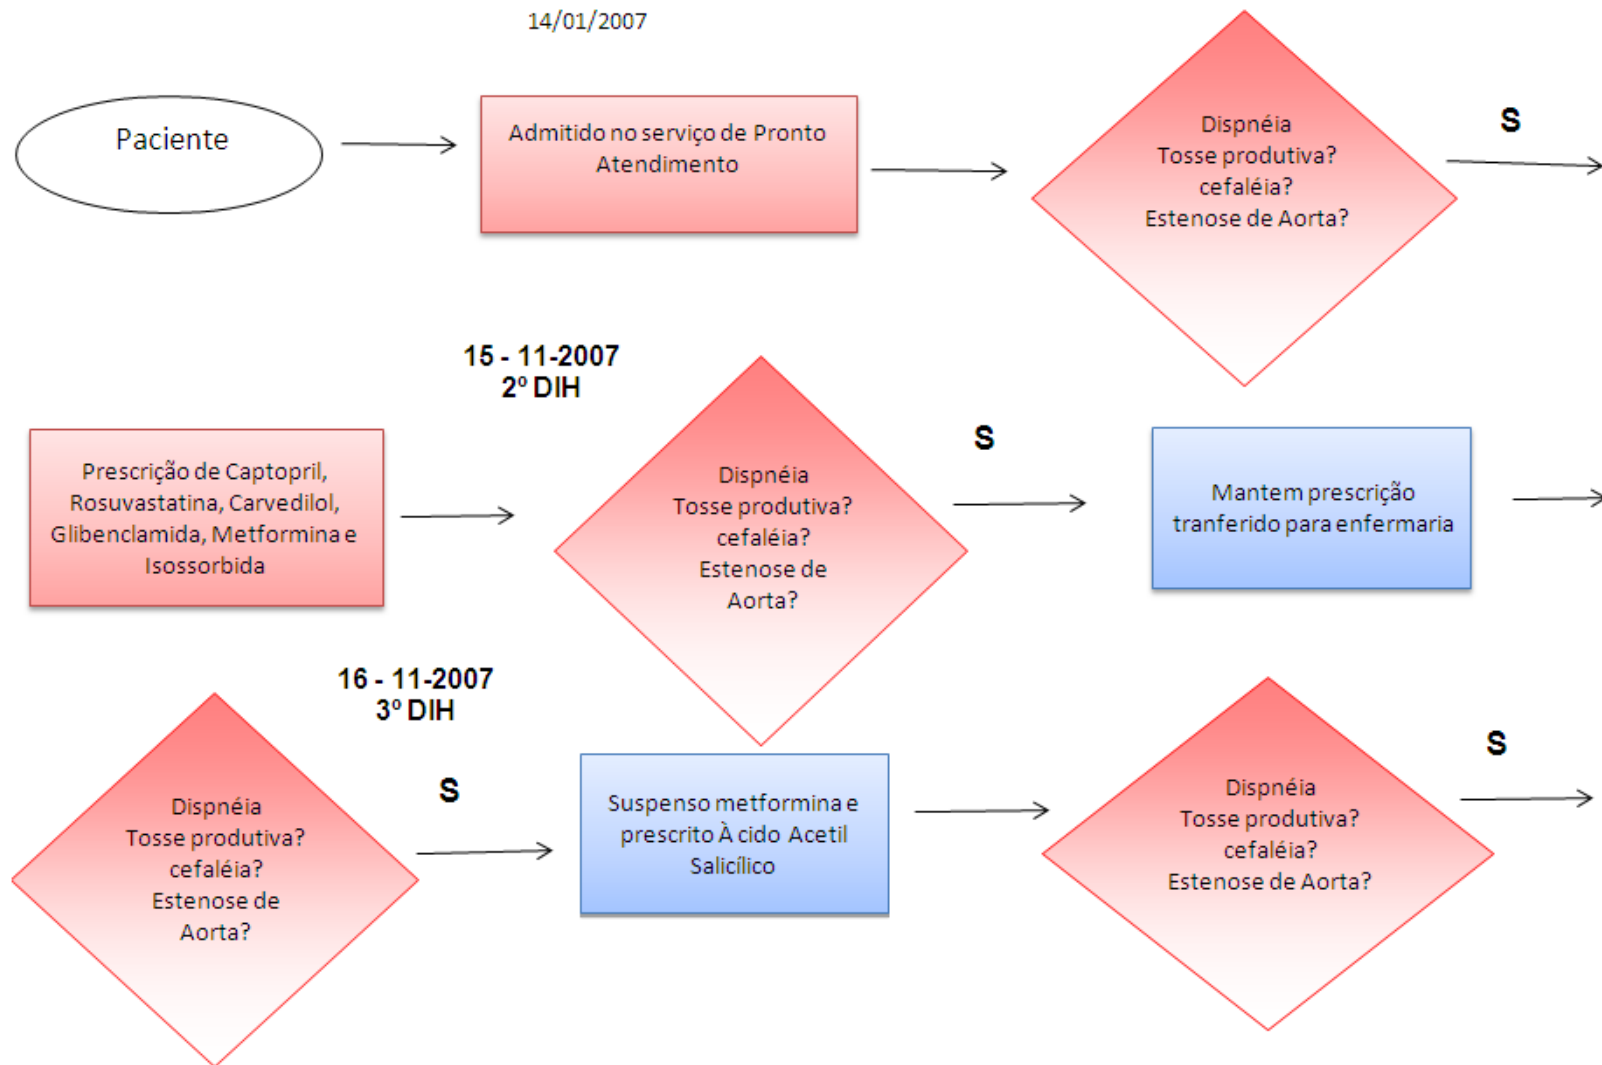 14/01/2007
Paciente
Admitido no serviço de Pronto
Atendimento
Dispnéia
Tosse produtiva?
cefaléia?
Estenose de Aorta?
S
Prescrição de Captopril,
Rosuvastatina, Carvedilol,
Glibenclamida, Metformina e
Isossorbida
15 - 11-2007
2º DIH
Dispnéia
Tosse produtiva?
cefaléia?
Estenose de
Aorta?
S
Mantem prescrição
tranferido para enfermaria
Dispnéia
Tosse produtiva?
cefaléia?
Estenose de
Aorta?
16 - 11-2007
3º DIH
S
Suspenso metformina e
prescrito À cido Acetil
Salicílico
Dispnéia
Tosse produtiva?
cefaléia?
Estenose de Aorta?
S